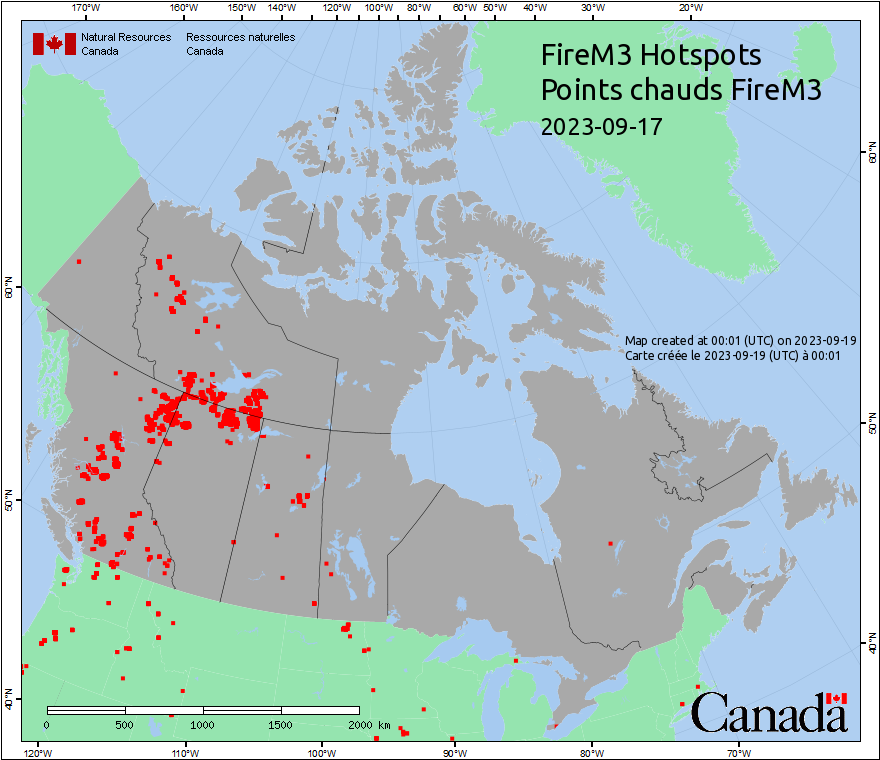 170°W 160°W 150°W 140°W 130°W 120°W 110°W 100°W 90°W 80°W 70°W 60°W 50°W 40°W 30°W 20°W
Natural Resources Ressources naturelles
Canada Canada
FireM3 Hotspots
Points chauds FireM3
2023-09-17
60°N
60°N
Map created at 00:01 (UTC) on 2023-09-19
Carte créée le 2023-09-19 (UTC) à 00:01
50°N
50°N
40°N
40°N
Canada
0 500 1000 1500 2000 km
120°W 110°W 100°W 90°W 80°W 70°W